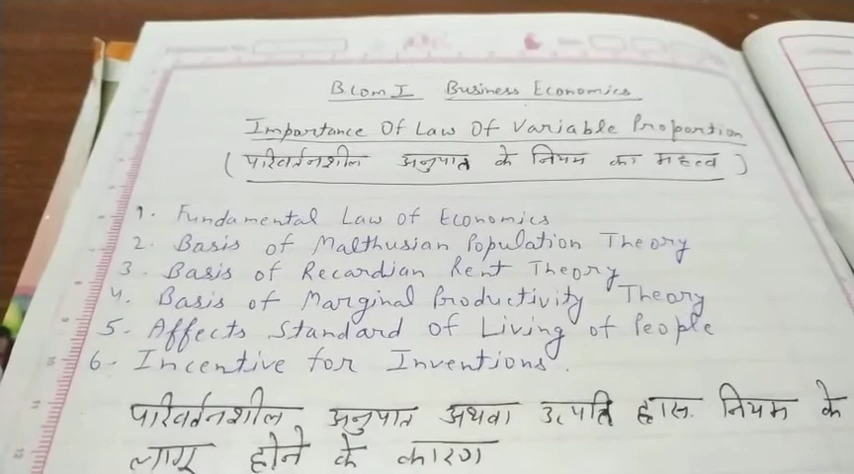 B.Com I Business Economics
Importance Of Law Of Variable Proportion
(परिवर्तनशील अनुपात के नियम का महत्व)
1. Fundamental Law of Economics
2. Basis of Malthusian Population Theory
3. Basis of Recardian Rent Theory
4. Basis of Marginal Productivity Theory
5. Affects Standard of Living of People
6. Incentive for Inventions.
परिवर्तनशील अनुपात अथवा उत्पत्ति ह्रास नियम के
लागू होने के कारण